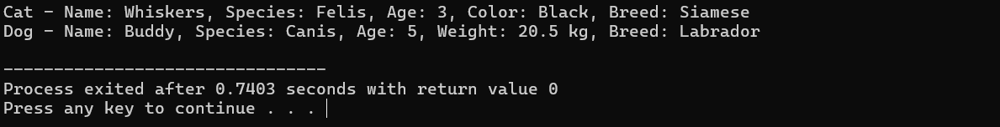 Cat - Name: Whiskers, Species: Felis, Age: 3, Color: Black, Breed: Siamese
Dog - Name: Buddy, Species: Canis, Age: 5, Weight: 20.5 kg, Breed: Labrador
--------------------------------
Process exited after 0.7403 seconds with return value 0
Press any key to continue . . .